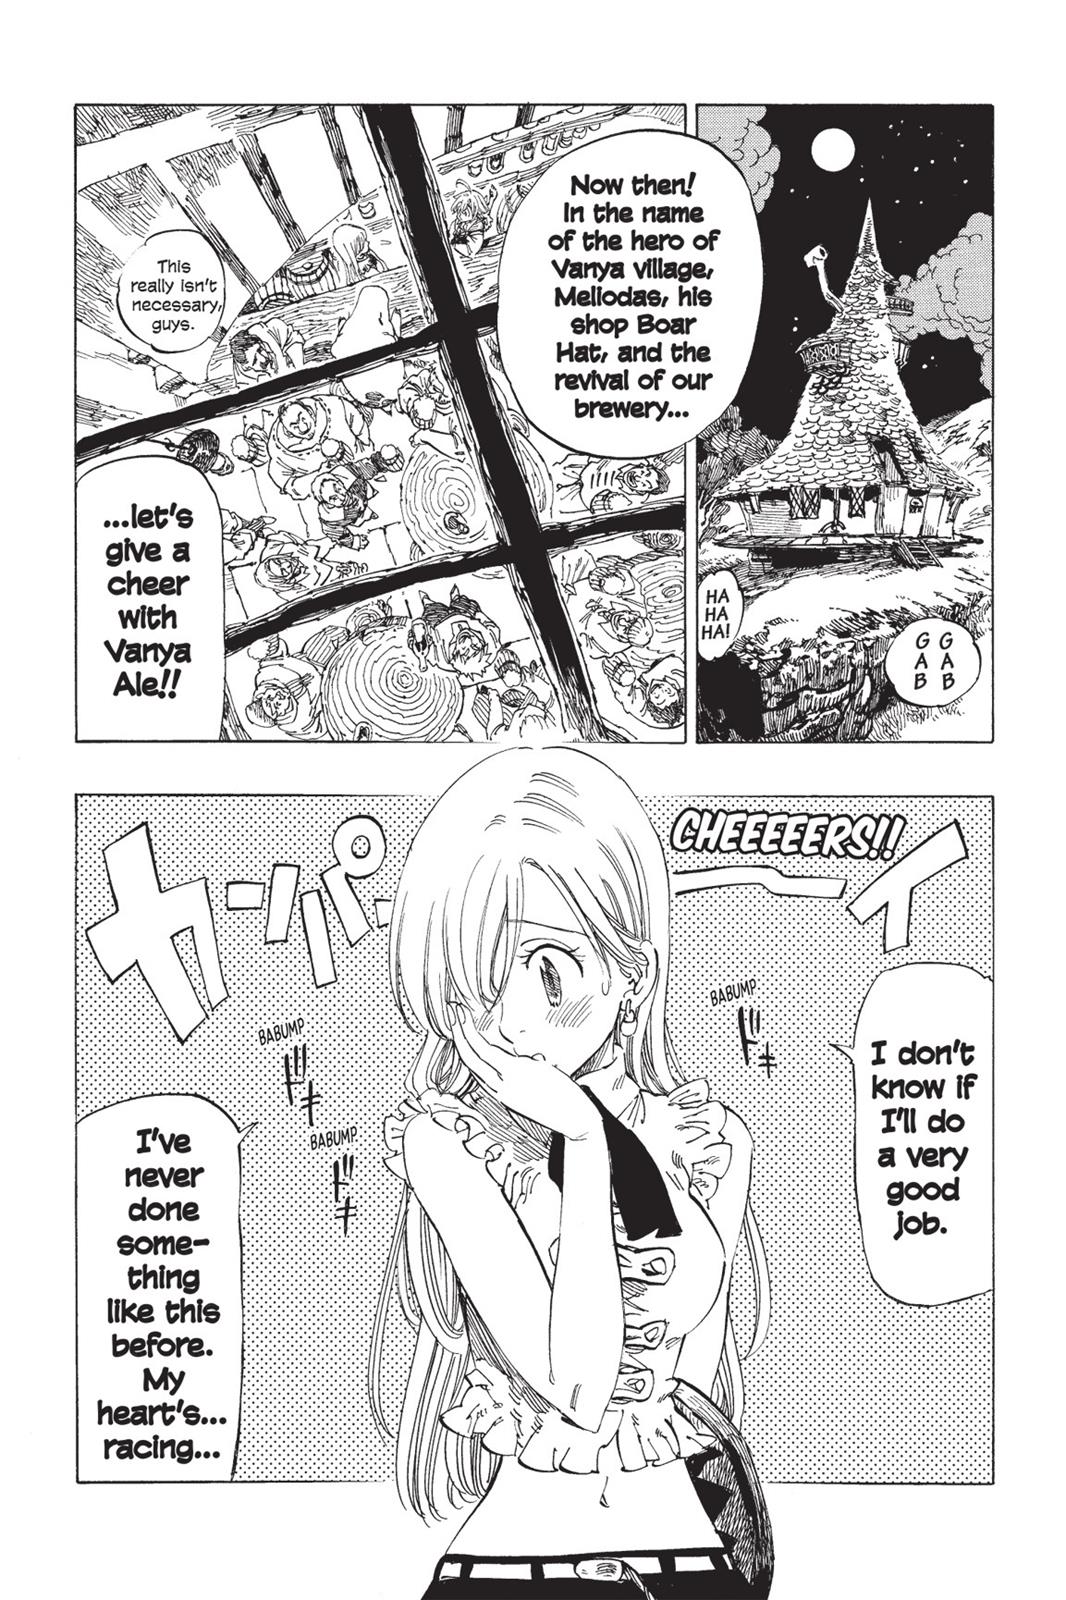 HA
HA
HA!
GAB
GAB
Now then!
In the name
of the hero of
Vanya village,
Meliodas, his
shop Boar
Hat, and the
revival of our
brewery...
This
really isn't
necessary,
guys.
...let's
give a
cheer
with
Vanya
Ale!!
CHEEEEERS!!
カンパーイ
I don't
know if
I'll do
a very
good
job.
BABUMP
ドキ
BABUMP
ドキ
BABUMP
ドキ
I've
never
done
some-
thing
like this
before.
My
heart's...
racing...